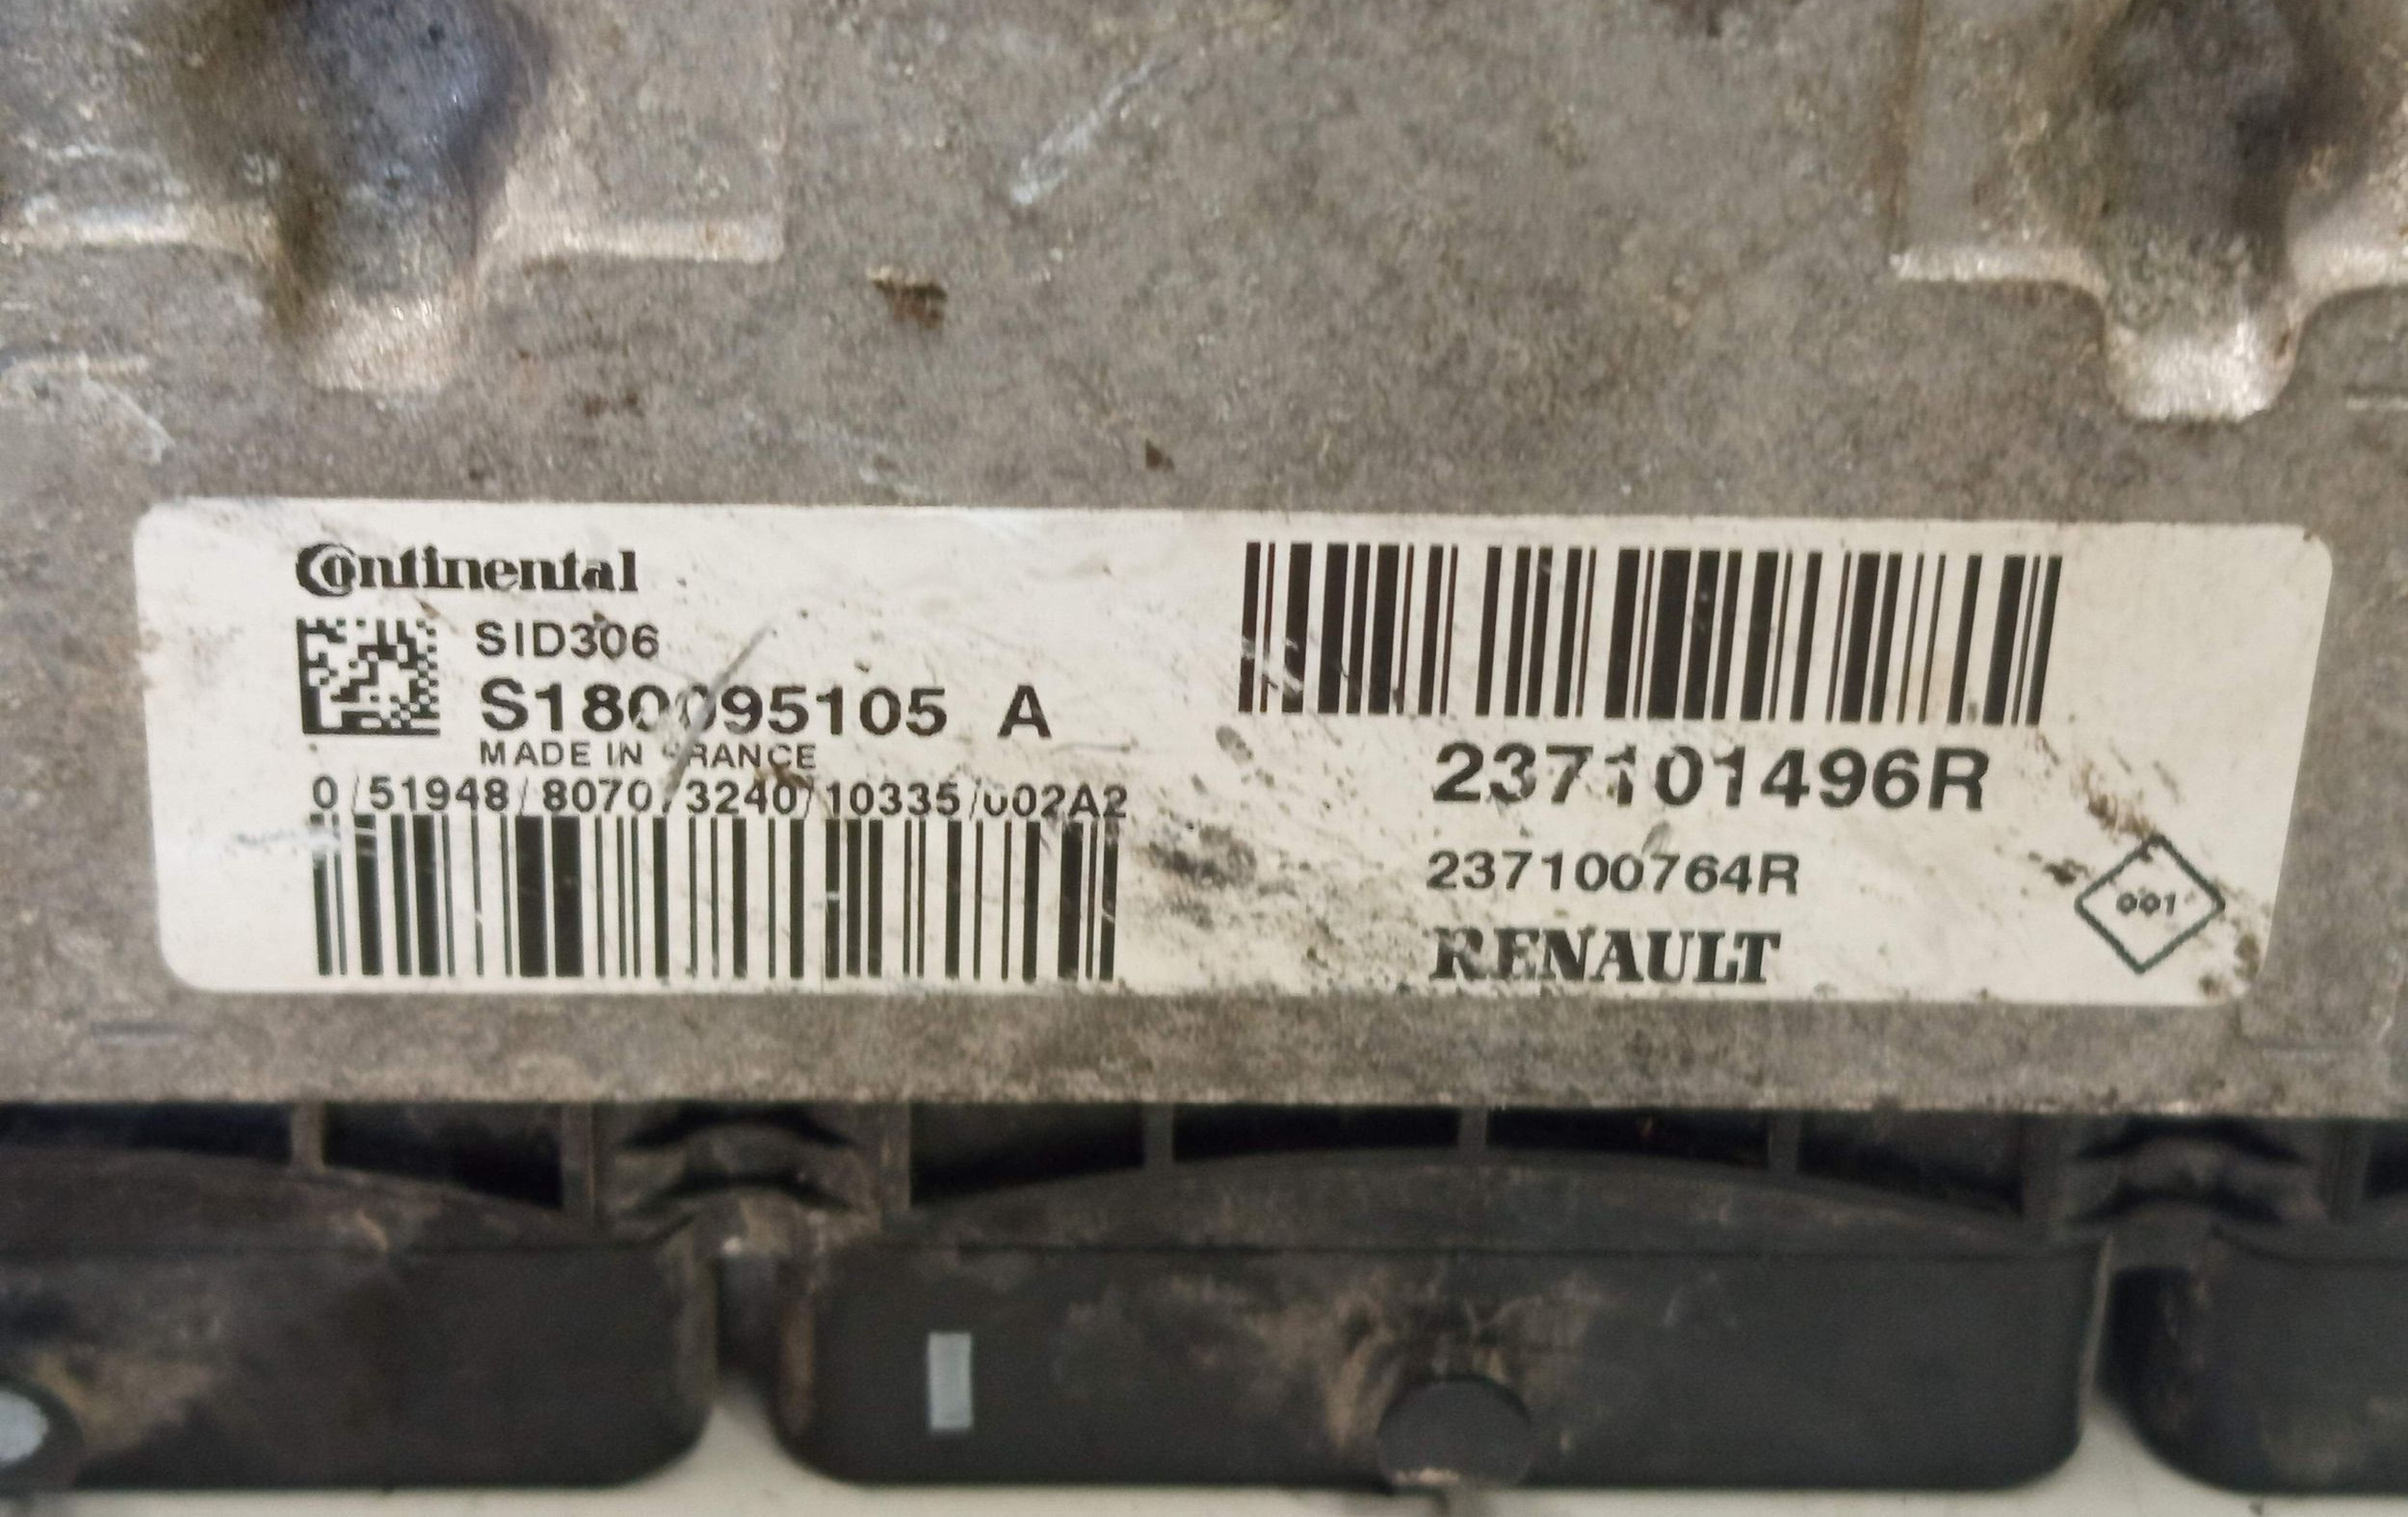 Continental
SID306
S180095105 A
MADE IN FRANCE
0/51948/8070/3240/10335/002A2
237101496R
237100764R
RENAULT
001